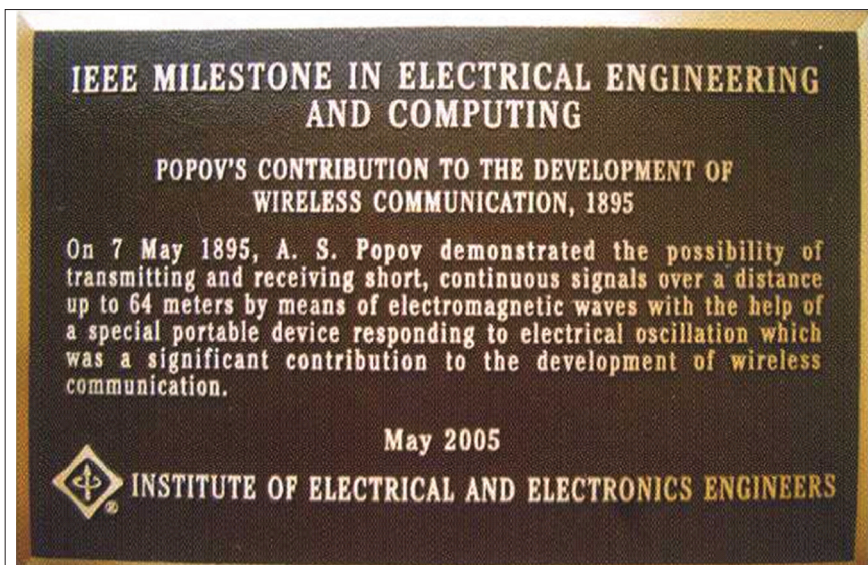 IEEE MILESTONE IN ELECTRICAL ENGINEERING
AND COMPUTING
POPOV'S CONTRIBUTION TO THE DEVELOPMENT OF
WIRELESS COMMUNICATION, 1895
On 7 May 1895, A. S. Popov demonstrated the possibility of
transmitting and receiving short, continuous signals over a distance
up to 64 meters by means of electromagnetic waves with the help of
a special portable device responding to electrical oscillation which
was a significant contribution to the development of wireless
communication.
May 2005
® INSTITUTE OF ELECTRICAL AND ELECTRONICS ENGINEERS